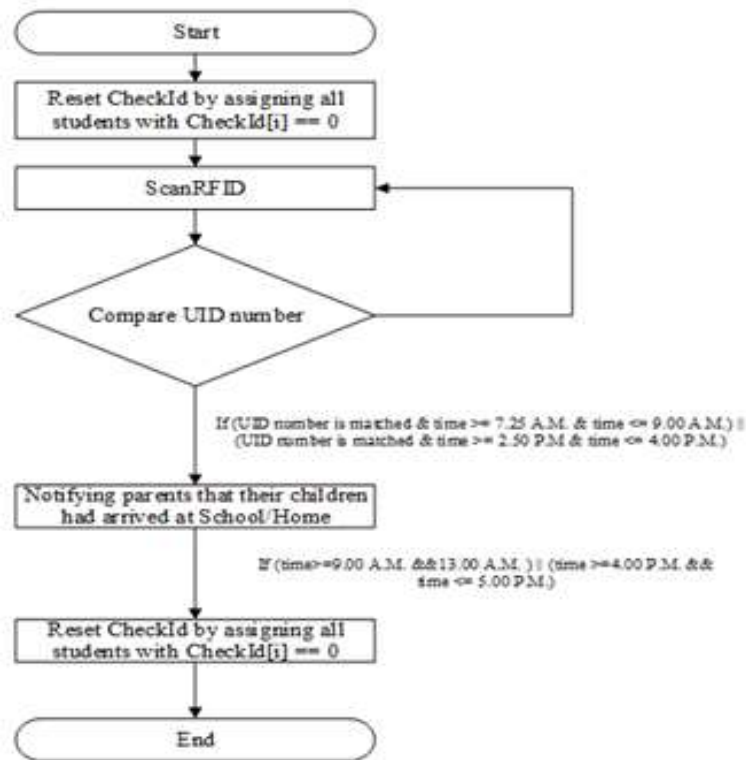 Start
Reset CheckId by assigning all
students with CheckId[i] == 0
ScanRFID
Compare UID number
If (UID number is matched & time >= 7.25 A.M. & time <= 9.00 A.M.) ||
(UID number is matched & time >= 2.50 P.M & time <= 4.00 P.M.)
Notifying parents that their children
had arrived at School/Home
If (time>=9.00 A.M. &&13.00 A.M. ) || (time >=4.00 P.M. &&
time <= 5.00 P.M.)
Reset CheckId by assigning all
students with CheckId[i] == 0
End